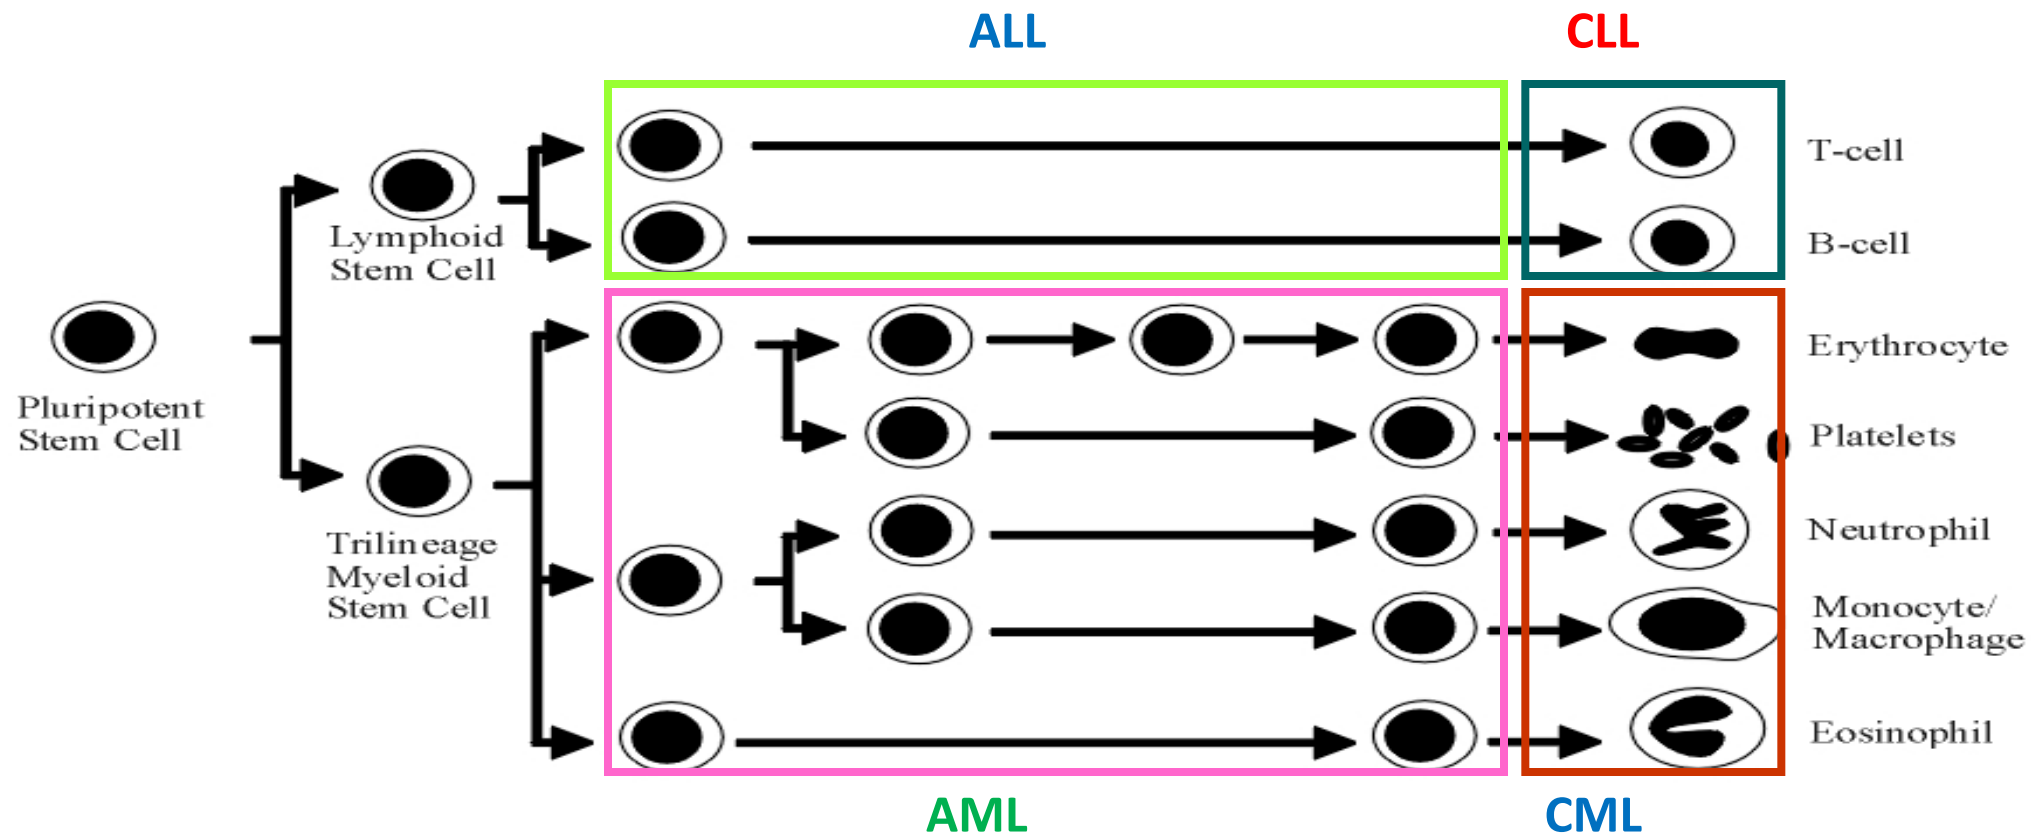 ALL
CLL
T-cell
Lymphoid
Stem Cell
B-cell
Pluripotent
Stem Cell
Erythrocyte
Platelets
Trilineage
Myeloid
Stem Cell
Neutrophil
Monocyte/
Macrophage
Eosinophil
AML
CML